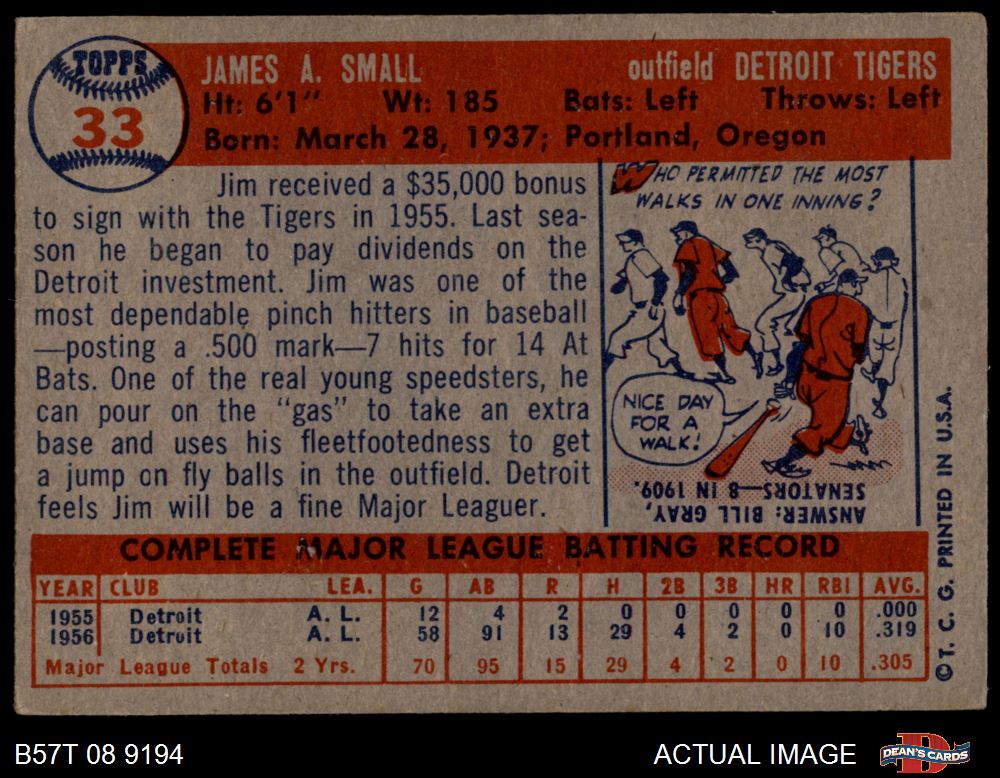 TOPPS
33
JAMES A. SMALL outfield DETROIT TIGERS
Ht: 6'1" Wt: 185 Bats: Left Throws: Left
Born: March 28, 1937; Portland, Oregon
Jim received a $35,000 bonus
to sign with the Tigers in 1955. Last sea-
son he began to pay dividends on the
Detroit investment. Jim was one of the
most dependable pinch hitters in baseball
—posting a .500 mark—7 hits for 14 At
Bats. One of the real young speedsters, he
can pour on the "gas" to take an extra
base and uses his fleetfootedness to get
a jump on fly balls in the outfield. Detroit
feels Jim will be a fine Major Leaguer.
WHO PERMITTED THE MOST
WALKS IN ONE INNING?
NICE DAY
FOR A
WALK!
ANSWER: BILL GRAY,
SENATORS—8 IN 1909.
COMPLETE MAJOR LEAGUE BATTING RECORD
YEAR CLUB LEA. G AB R H 2B 3B HR RBI AVG.
1955 Detroit A. L. 12 4 2 0 0 0 0 0 .000
1956 Detroit A. L. 58 91 13 29 4 2 0 10 .319
Major League Totals 2 Yrs. 70 95 15 29 4 2 0 10 .305
© T. C. G. PRINTED IN U.S.A.
B57T 08 9194 ACTUAL IMAGE
D
DEAN'S CARDS